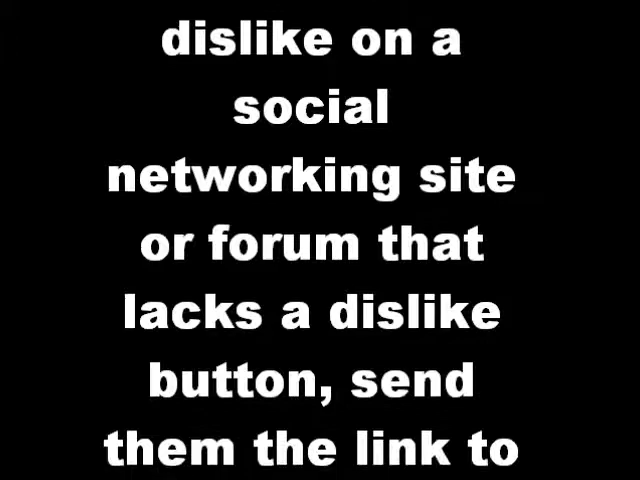 dislike on a
social
networking site
or forum that
lacks a dislike
button, send
them the link to